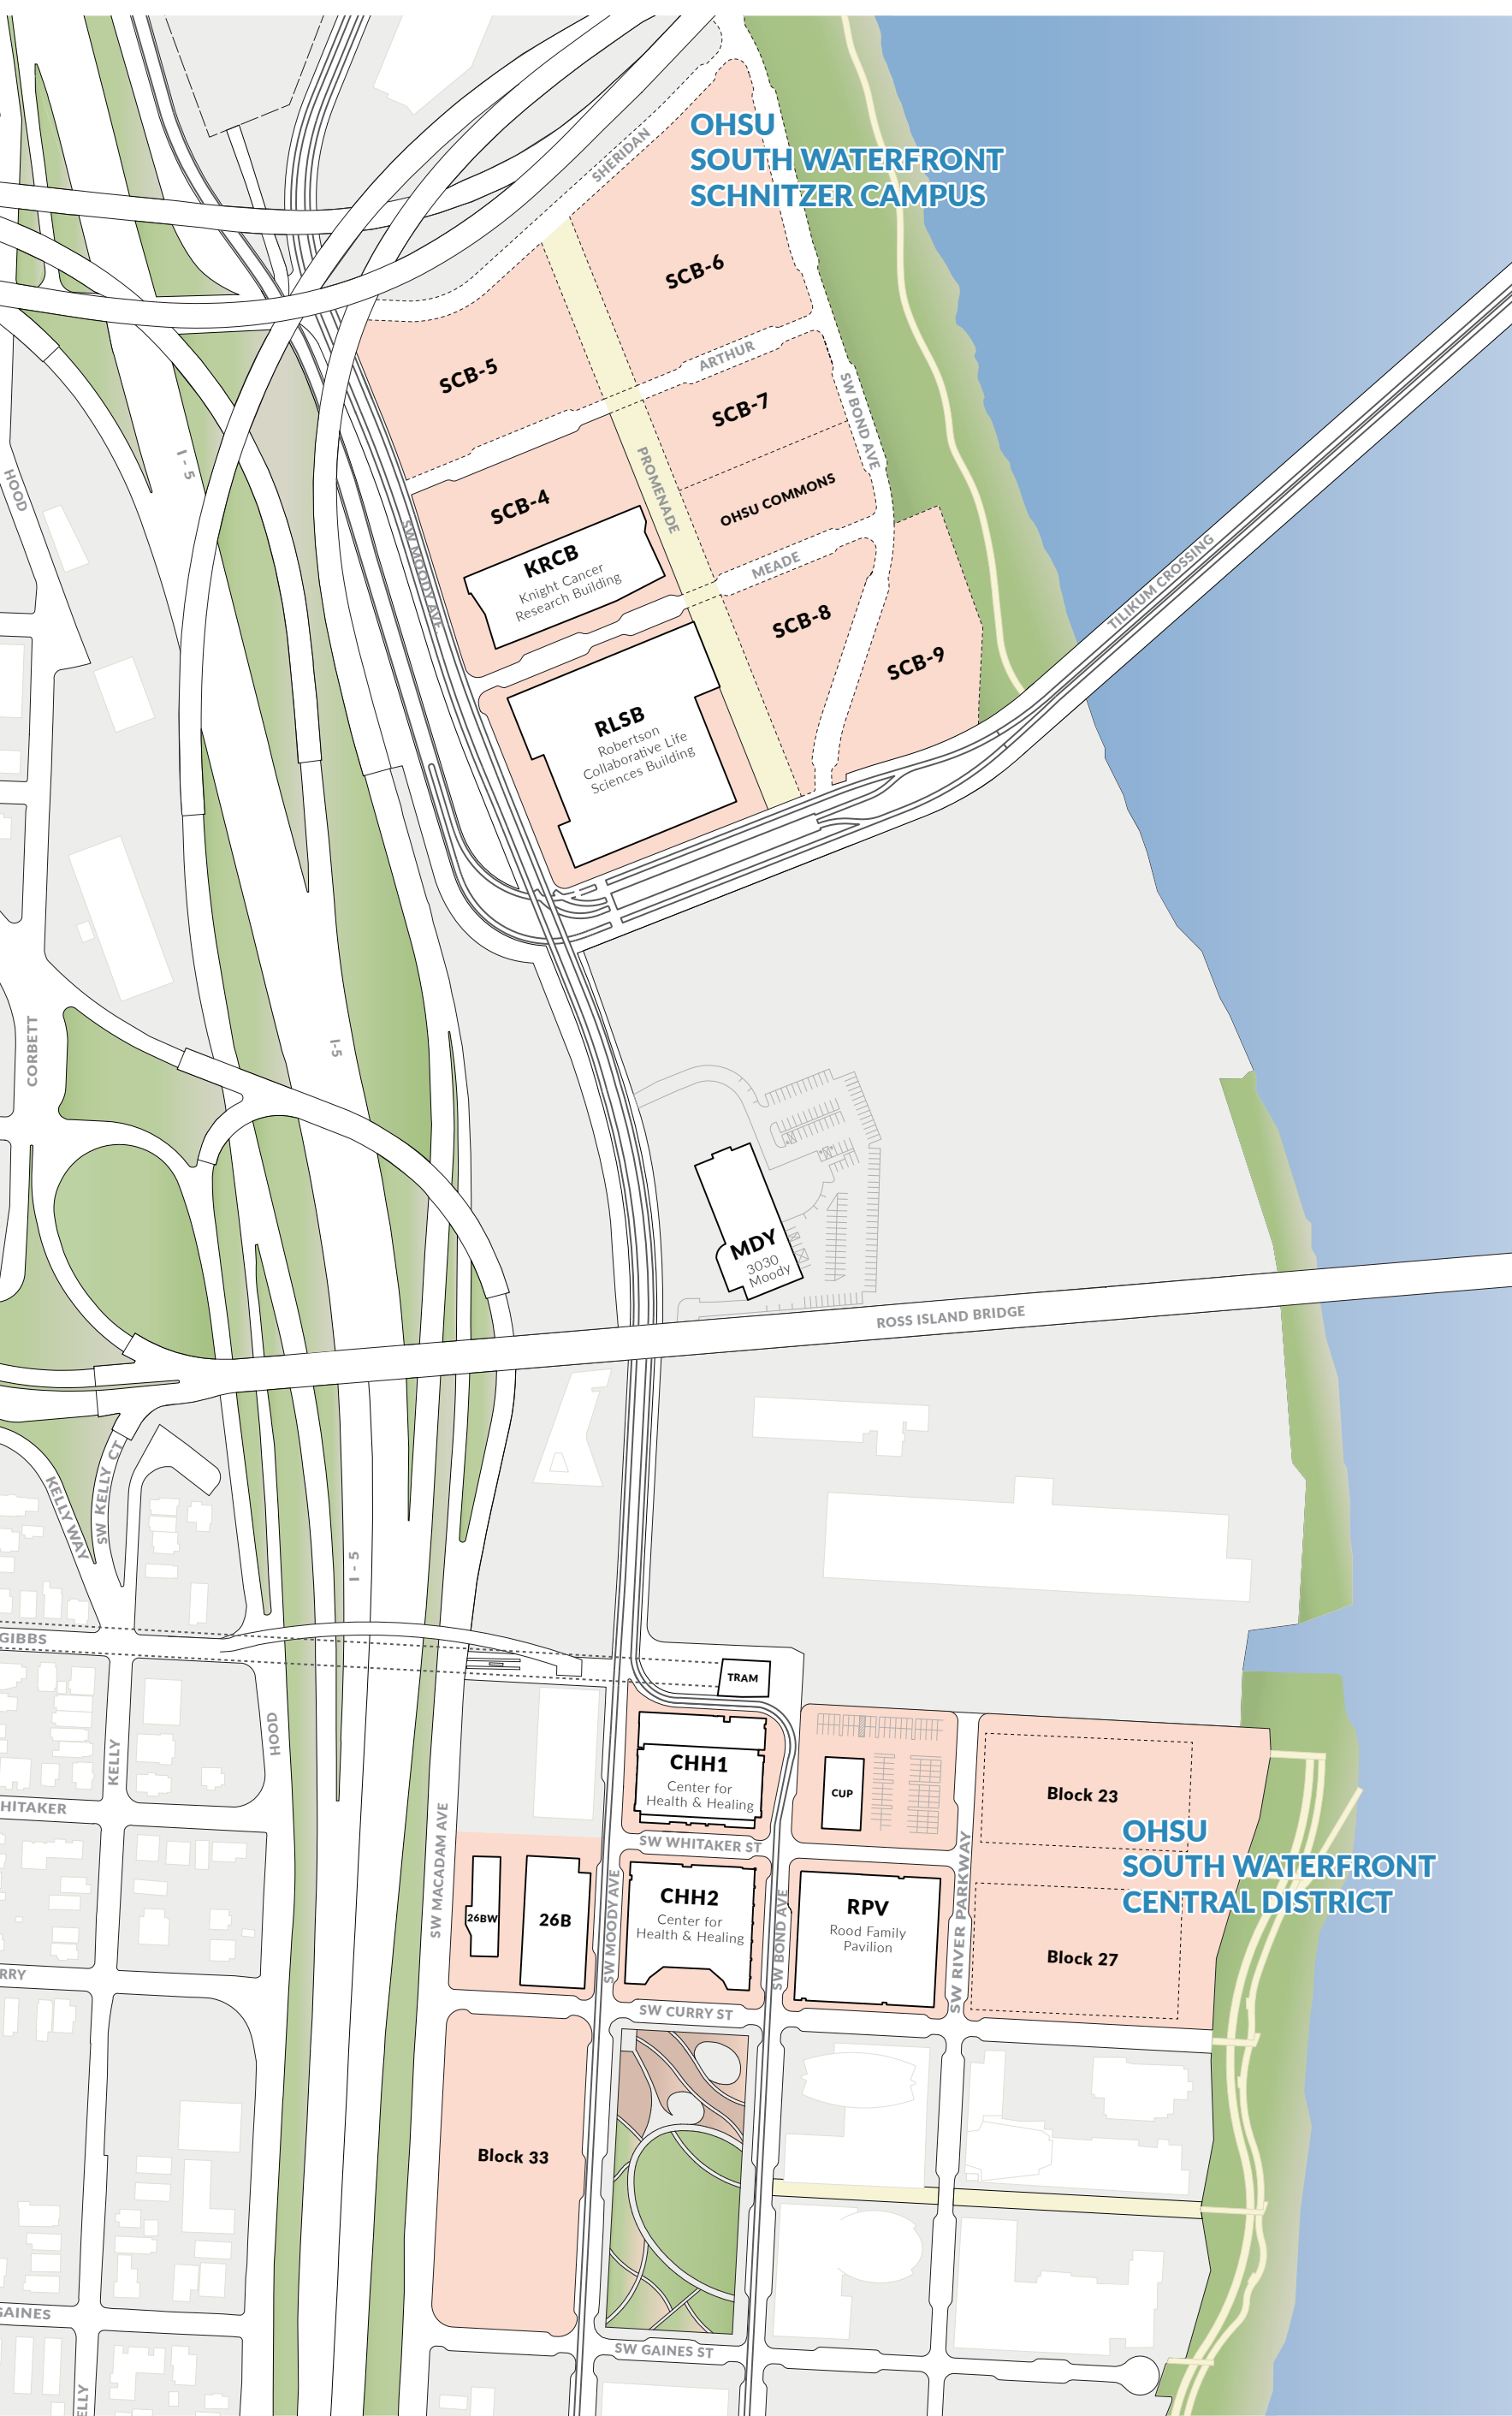 OHSU
SOUTH WATERFRONT
SCHNITZER CAMPUS
SHERIDAN
SCB-6
SCB-5
ARTHUR
SCB-7
SW BOND AVE
I - 5
HOOD
PROMENADE
SCB-4
OHSU COMMONS
SW MOODY AVE
KRCB
Knight Cancer
Research Building
MEADE
TILIKUM CROSSING
SCB-8
SCB-9
RLSB
Robertson
Collaborative Life
Sciences Building
CORBETT
I-5
MDY
3030
Moody
ROSS ISLAND BRIDGE
KELLY WAY
SW KELLY CT
I - 5
GIBBS
TRAM
HOOD
KELLY
CHH1
Center for
Health & Healing
CUP
Block 23
HITAKER
SW MACADAM AVE
SW WHITAKER ST
OHSU
SOUTH WATERFRONT
CENTRAL DISTRICT
SW MOODY AVE
SW BOND AVE
SW RIVER PARKWAY
26BW
26B
CHH2
Center for
Health & Healing
RPV
Rood Family
Pavilion
Block 27
RRY
SW CURRY ST
Block 33
GAINES
SW GAINES ST
ELLY